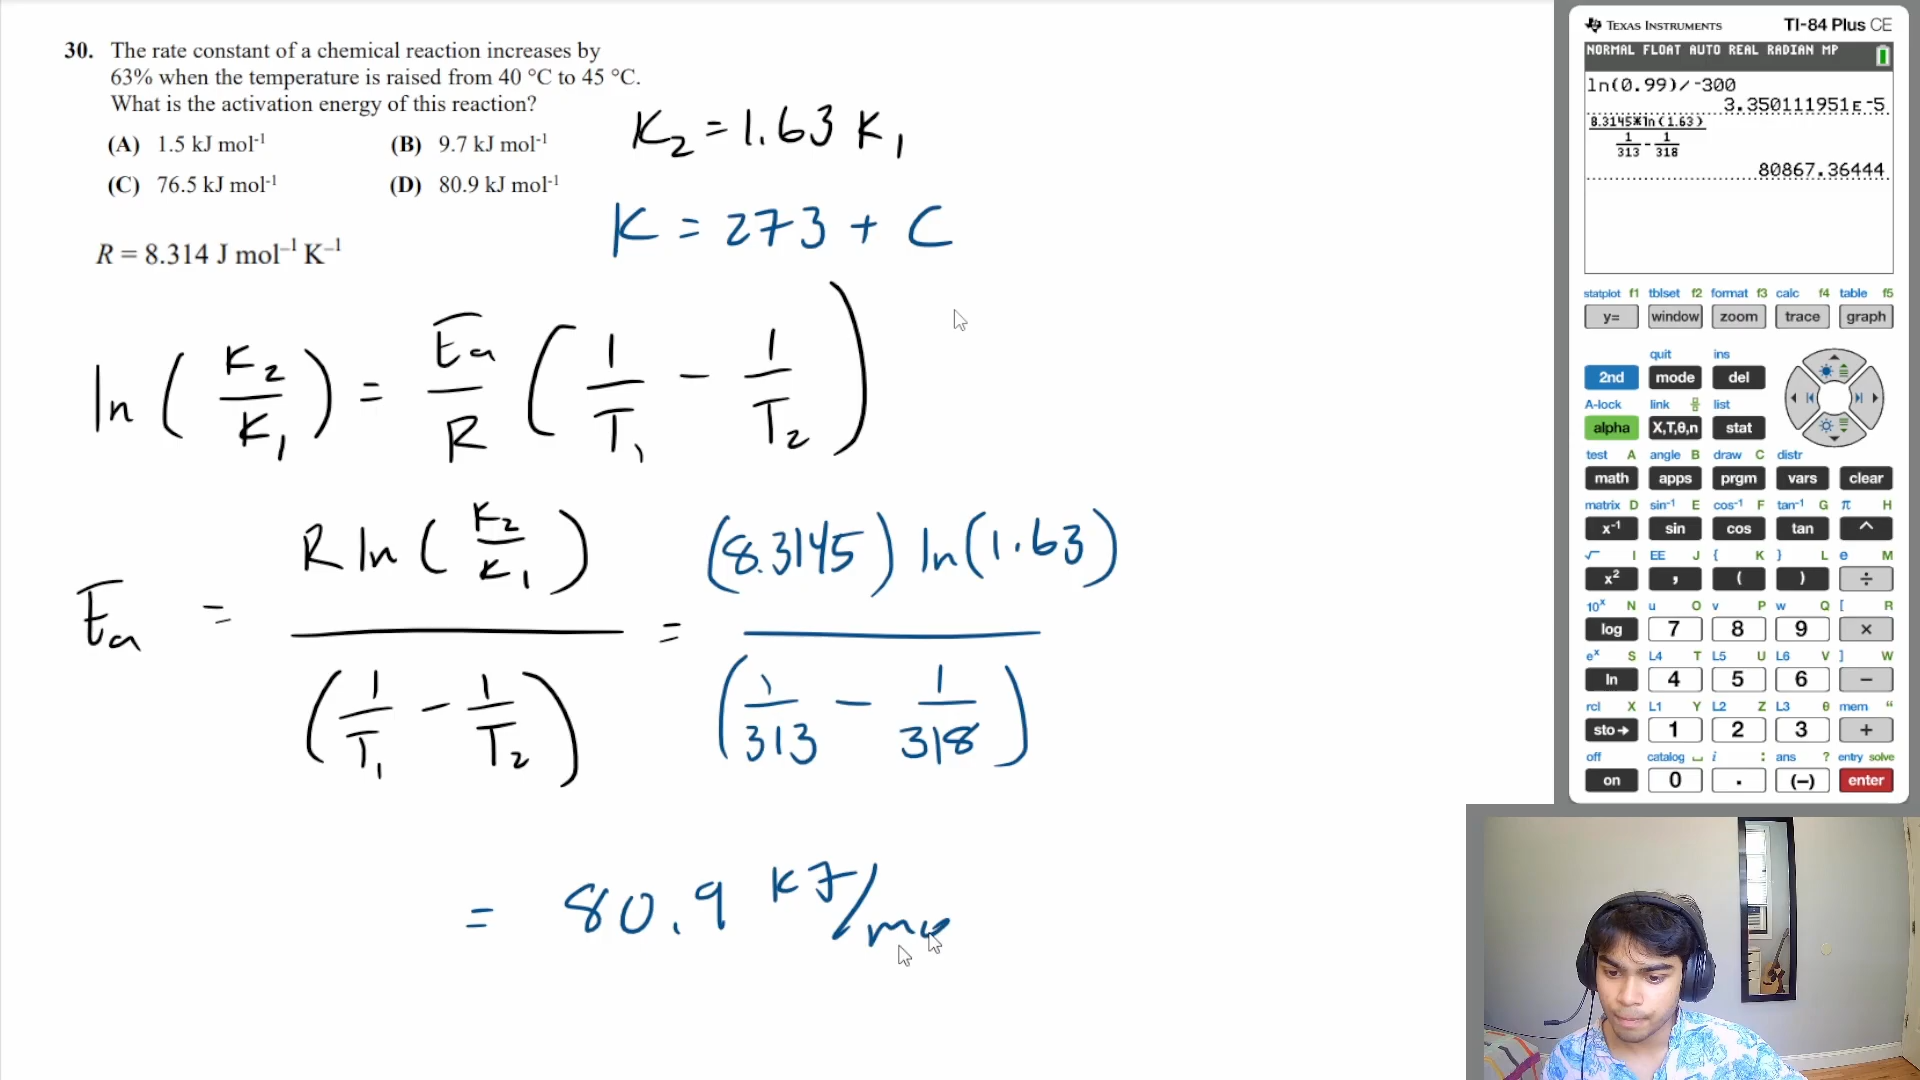 30. The rate constant of a chemical reaction increases by
63% when the temperature is raised from 40 °C to 45 °C.
What is the activation energy of this reaction?
(A) 1.5 kJ mol⁻¹ (B) 9.7 kJ mol⁻¹
(C) 76.5 kJ mol⁻¹ (D) 80.9 kJ mol⁻¹
R = 8.314 J mol⁻¹ K⁻¹
K₂ = 1.63 K₁
K = 273 + C
ln(K₂/K₁) = Ea/R (1/T₁ − 1/T₂)
Ea = R ln(K₂/K₁) / (1/T₁ − 1/T₂) = (8.3145) ln(1.63) / (1/313 − 1/318)
= 80.9 KJ/mo
TEXAS INSTRUMENTS TI-84 Plus CE
NORMAL FLOAT AUTO REAL RADIAN MP
ln(0.99)/-300
3.350111951E-5
8.3145*ln(1.63)
1/313 - 1/318
80867.36444
statplot f1 tblset f2 format f3 calc f4 table f5
y= window zoom trace graph
quit ins
2nd mode del
A-lock link list
alpha X,T,θ,n stat
test A angle B draw C distr
math apps prgm vars clear
matrix D sin⁻¹ E cos⁻¹ F tan⁻¹ G π H
x⁻¹ sin cos tan ^
√ I EE J { K } L e M
x² , ( ) ÷
10ˣ N u O v P w Q [ R
log 7 8 9 ×
eˣ S L4 T L5 U L6 V ] W
ln 4 5 6 −
rcl X L1 Y L2 Z L3 θ mem "
sto→ 1 2 3 +
off catalog ⎵ i : ans ? entry solve
on 0 . (−) enter